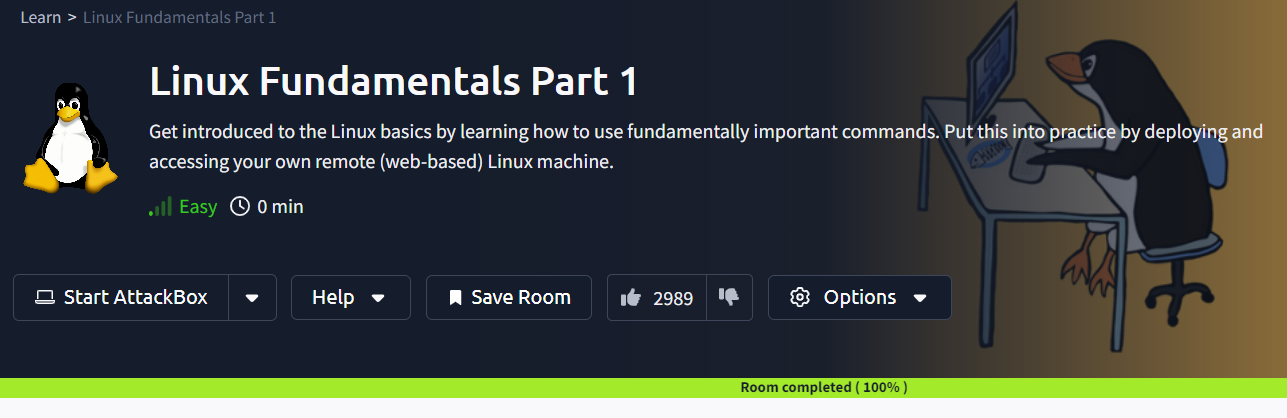 Learn > Linux Fundamentals Part 1
Linux Fundamentals Part 1
Get introduced to the Linux basics by learning how to use fundamentally important commands. Put this into practice by deploying and
accessing your own remote (web-based) Linux machine.
Easy 0 min
Start AttackBox Help Save Room 2989 Options
Room completed ( 100% )